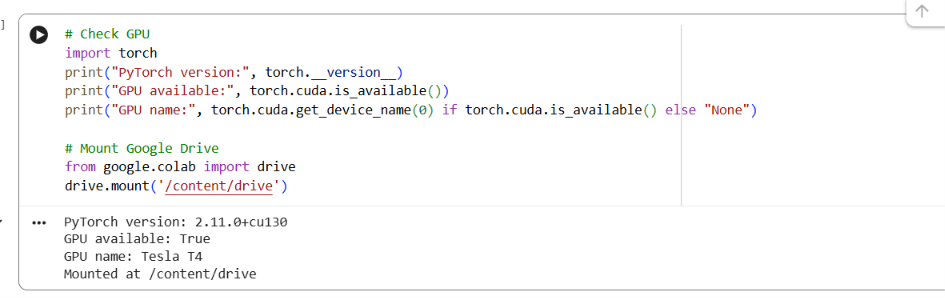 ]
# Check GPU
import torch
print("PyTorch version:", torch.__version__)
print("GPU available:", torch.cuda.is_available())
print("GPU name:", torch.cuda.get_device_name(0) if torch.cuda.is_available() else "None")
# Mount Google Drive
from google.colab import drive
drive.mount('/content/drive')
PyTorch version: 2.11.0+cu130
GPU available: True
GPU name: Tesla T4
Mounted at /content/drive